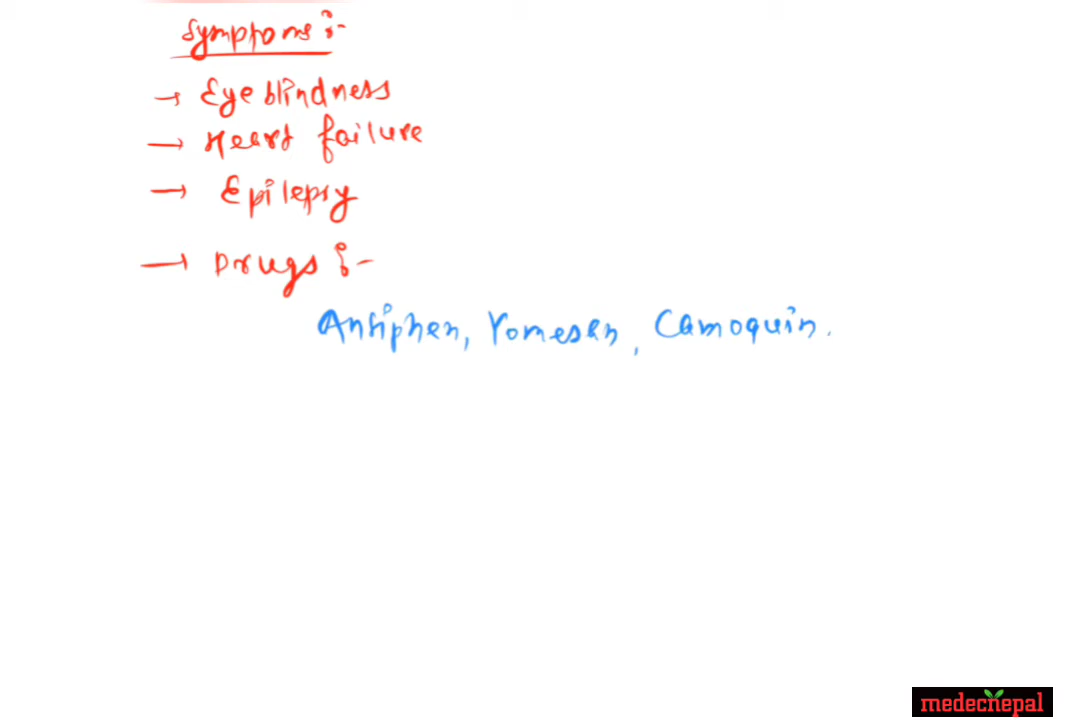 Symptoms :-
→ Eye blindness
→ Heart failure
→ Epilepsy
→ Drugs :-
Antiphen, Yomesan, Camoquin.
medecnepal